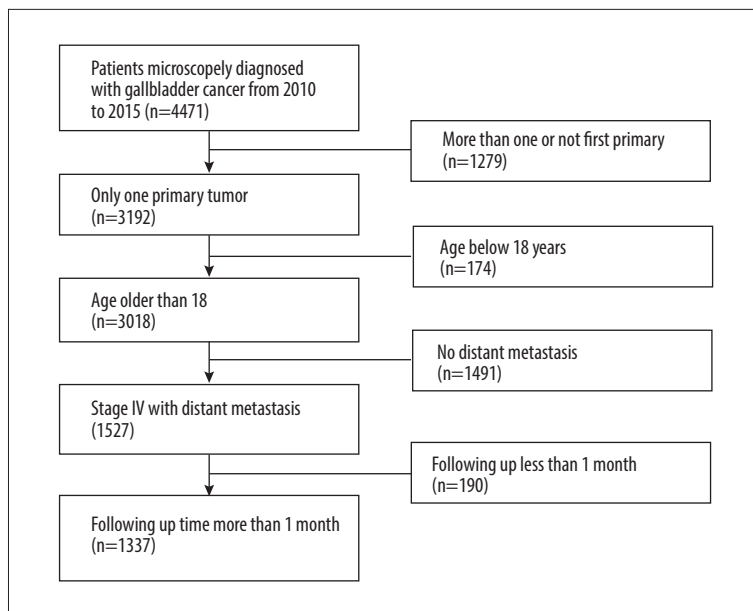 Patients microscopely diagnosed
with gallbladder cancer from 2010
to 2015 (n=4471)
More than one or not first primary
(n=1279)
Only one primary tumor
(n=3192)
Age below 18 years
(n=174)
Age older than 18
(n=3018)
No distant metastasis
(n=1491)
Stage IV with distant metastasis
(1527)
Following up less than 1 month
(n=190)
Following up time more than 1 month
(n=1337)